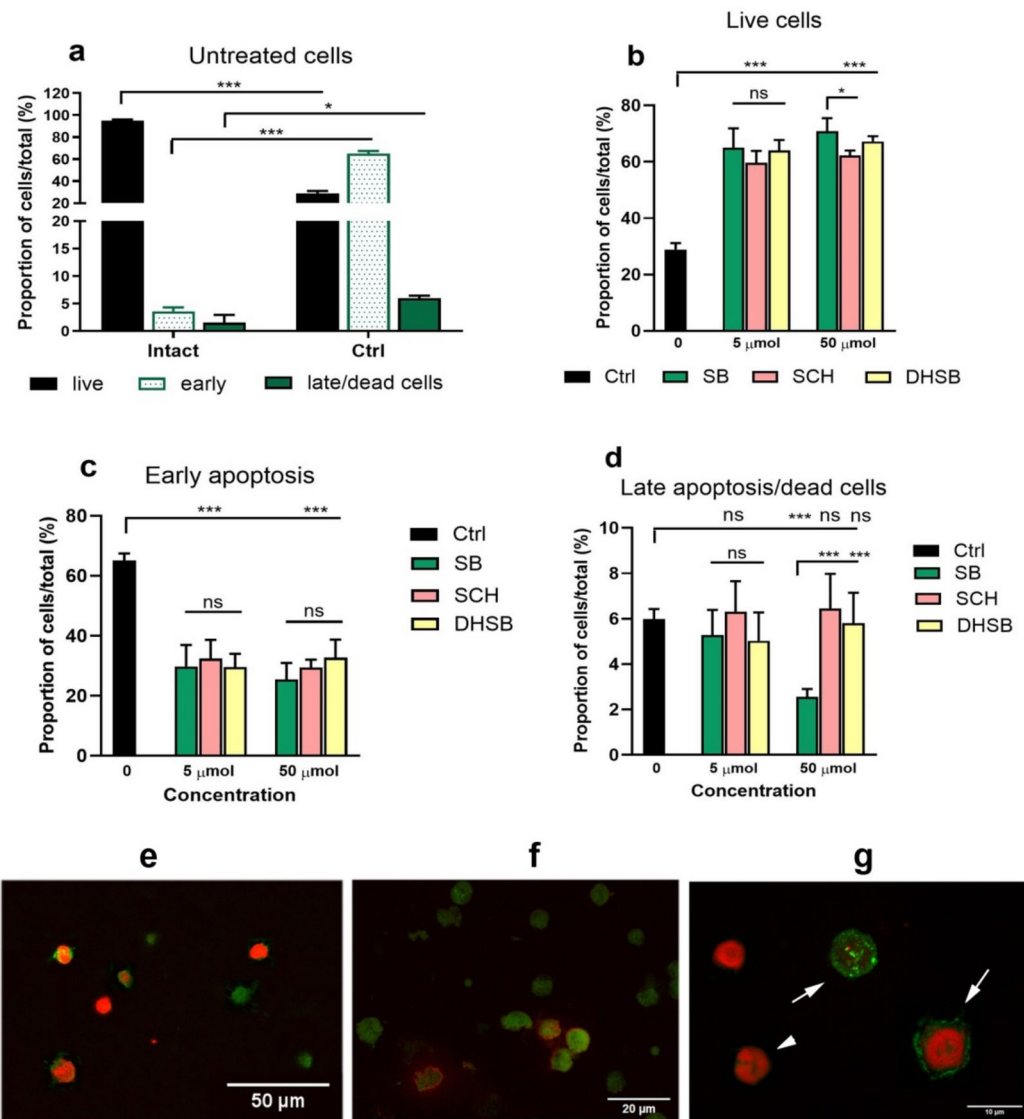 a
Untreated cells
Proportion of cells/total (%)
120
100
80
60
40
20
20
15
10
5
0
***
*
***
Intact
Ctrl
live
early
late/dead cells
b
Live cells
Proportion of cells/total (%)
80
60
40
20
0
*** ***
ns
*
0
5 μmol
50 μmol
Ctrl
SB
SCH
DHSB
c
Early apoptosis
Proportion of cells/total (%)
80
60
40
20
0
*** ***
ns
ns
0
5 μmol
50 μmol
Concentration
Ctrl
SB
SCH
DHSB
d
Late apoptosis/dead cells
Proportion of cells/total (%)
10
8
6
4
2
0
ns *** ns ns
ns
*** ***
0
5 μmol
50 μmol
Concentration
Ctrl
SB
SCH
DHSB
e
50 μm
f
20 μm
g
10 μm